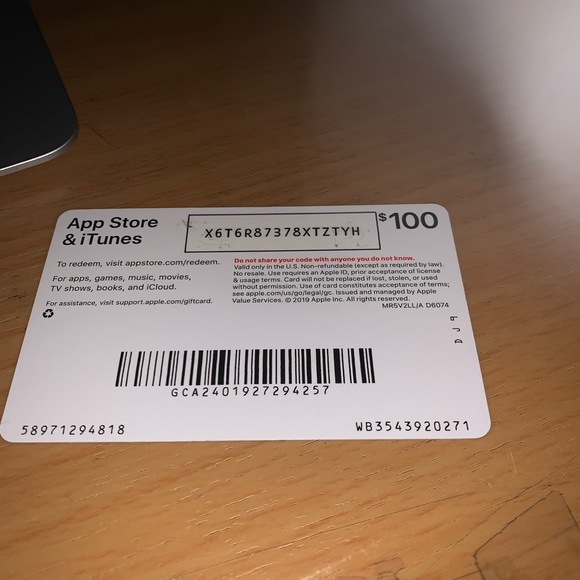 App Store
& iTunes
X6T6R87378XTZTYH
$100
To redeem, visit appstore.com/redeem.
For apps, games, music, movies,
TV shows, books, and iCloud.
For assistance, visit support.apple.com/giftcard.
Do not share your code with anyone you do not know.
Valid only in the U.S. Non-refundable (except as required by law).
No resale. Use requires an Apple ID, prior acceptance of license
& usage terms. Card will not be replaced if lost, stolen, or used
without permission. Use of card constitutes acceptance of terms;
see apple.com/us/go/legal/gc. Issued and managed by Apple
Value Services. © 2019 Apple Inc. All rights reserved.
MR5V2LL/A D6074
GCA2401927294257
58971294818
WB3543920271